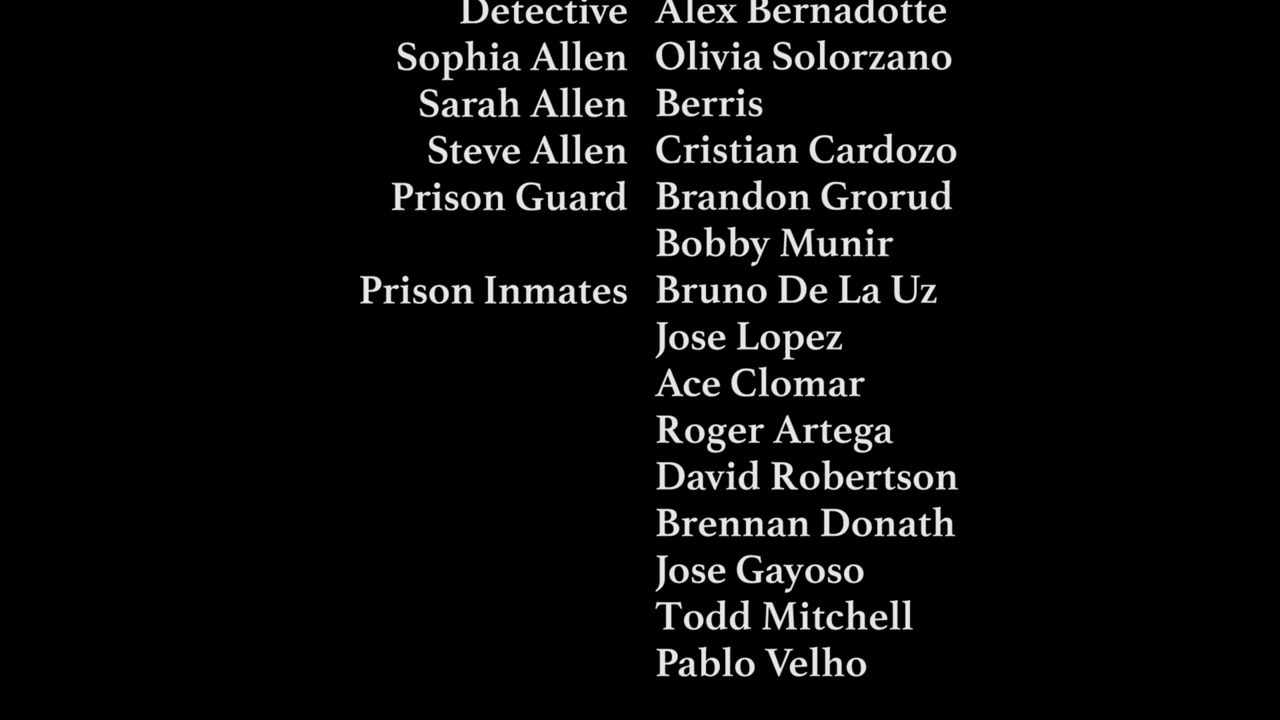 Detective Alex Bernadotte
Sophia Allen Olivia Solorzano
Sarah Allen Berris
Steve Allen Cristian Cardozo
Prison Guard Brandon Grorud
Bobby Munir
Prison Inmates Bruno De La Uz
Jose Lopez
Ace Clomar
Roger Artega
David Robertson
Brennan Donath
Jose Gayoso
Todd Mitchell
Pablo Velho